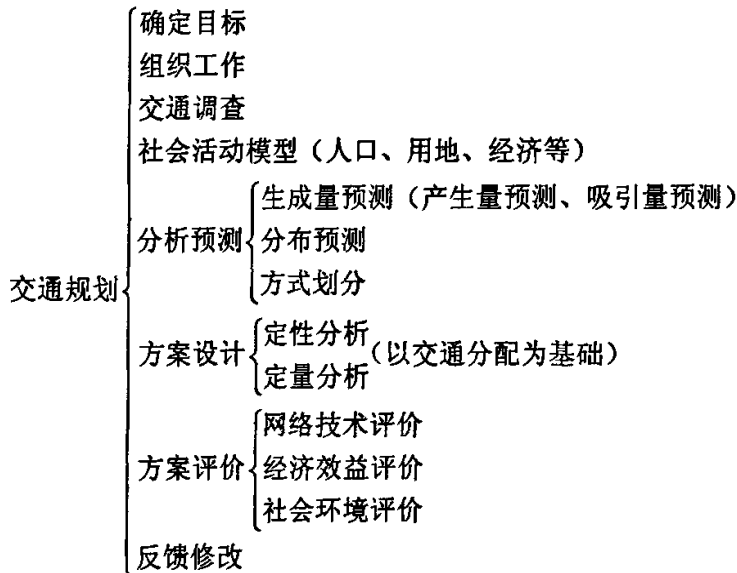 确定目标
组织工作
交通调查
社会活动模型（人口、用地、经济等）
生成量预测（产生量预测、吸引量预测）
分析预测
分布预测
方式划分
交通规划
定性分析
方案设计
（以交通分配为基础）
定量分析
网络技术评价
方案评价
经济效益评价
社会环境评价
反馈修改